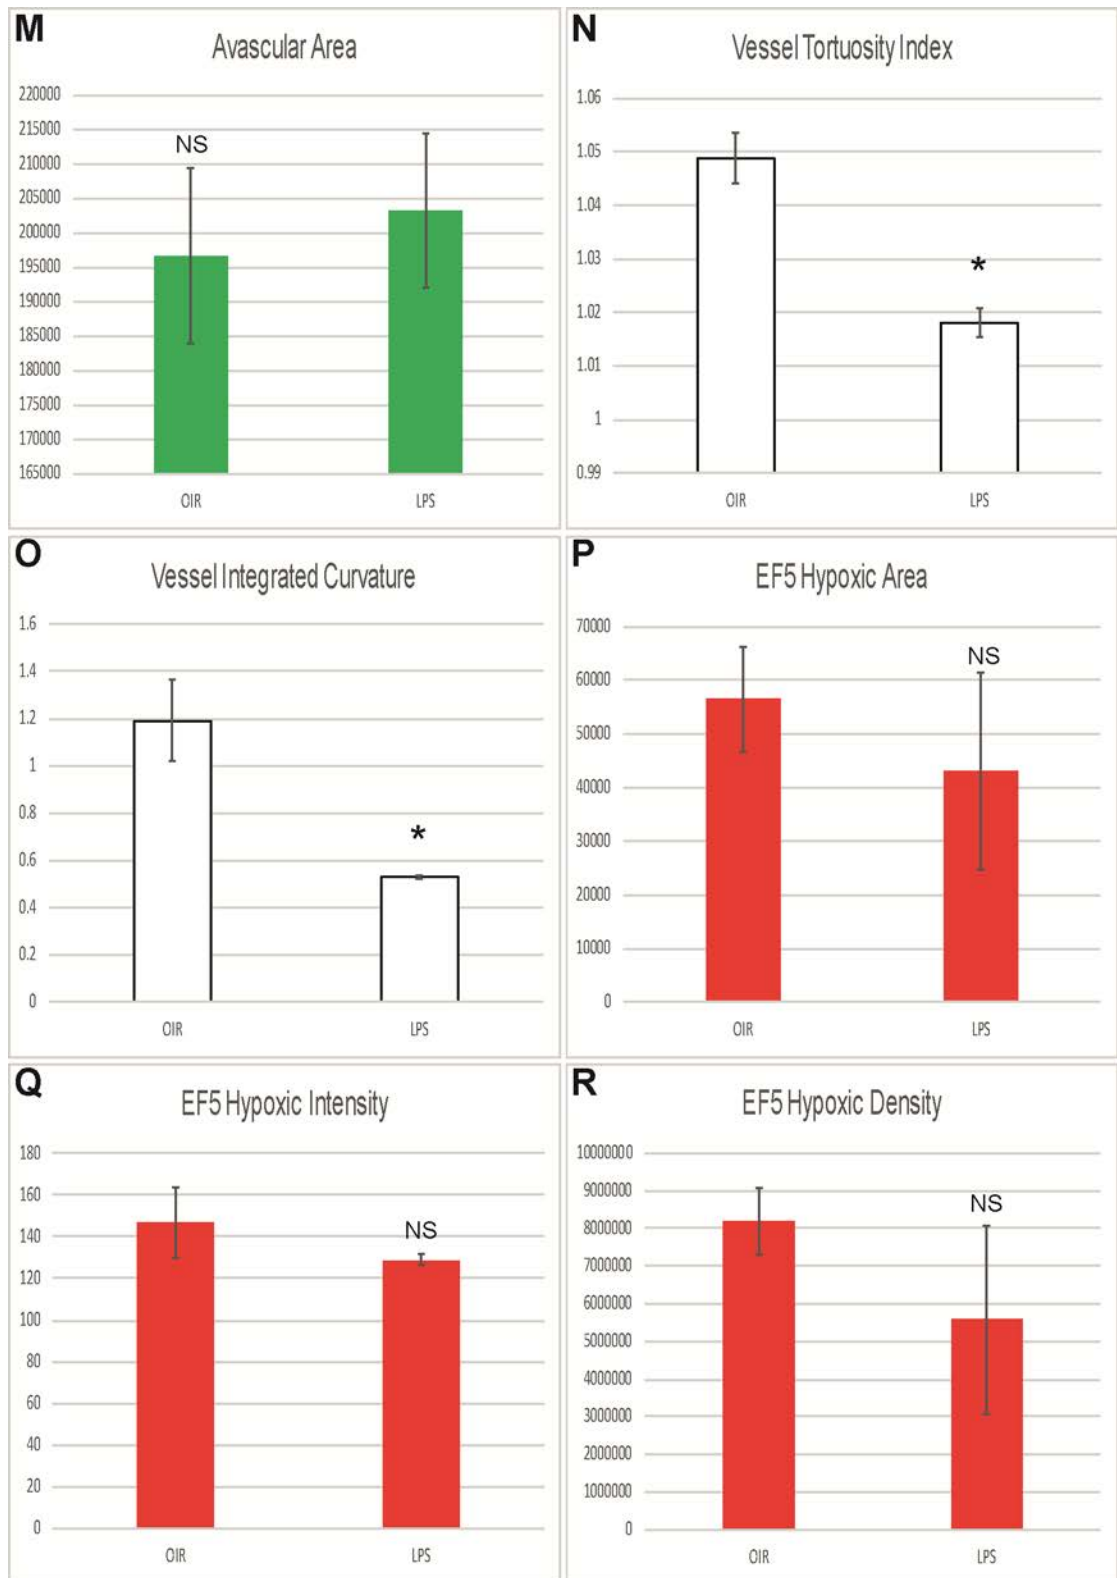 M
Avascular Area
220000
215000
210000
205000
200000
195000
190000
185000
180000
175000
170000
165000
NS
OIR
LPS
N
Vessel Tortuosity Index
1.06
1.05
1.04
1.03
1.02
1.01
1
0.99
*
OIR
LPS
O
Vessel Integrated Curvature
1.6
1.4
1.2
1
0.8
0.6
0.4
0.2
0
*
OIR
LPS
P
EF5 Hypoxic Area
70000
60000
50000
40000
30000
20000
10000
0
NS
OIR
LPS
Q
EF5 Hypoxic Intensity
180
160
140
120
100
80
60
40
20
0
NS
OIR
LPS
R
EF5 Hypoxic Density
10000000
9000000
8000000
7000000
6000000
5000000
4000000
3000000
2000000
1000000
0
NS
OIR
LPS